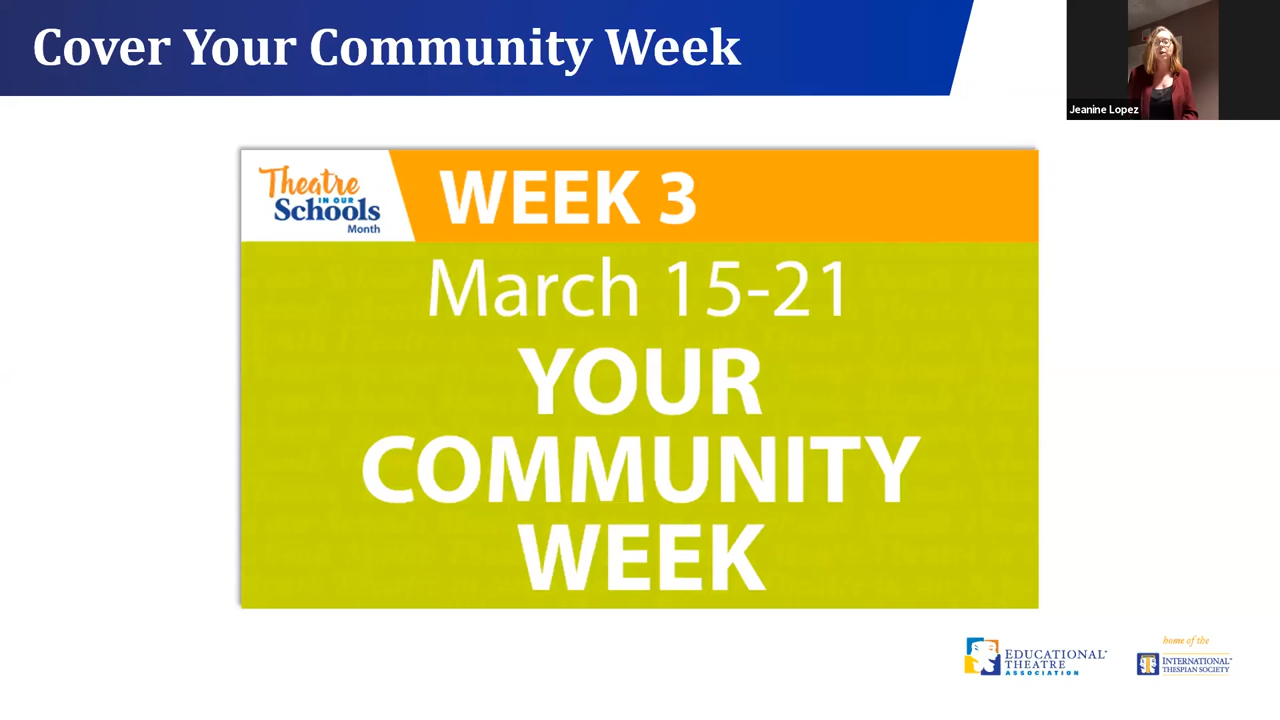 Cover Your Community Week
Jeanine Lopez
Theatre
IN OUR
Schools
Month
WEEK 3
March 15-21
YOUR
COMMUNITY
WEEK
EDUCATIONAL
THEATRE
ASSOCIATION
home of the
INTERNATIONAL
THESPIAN SOCIETY